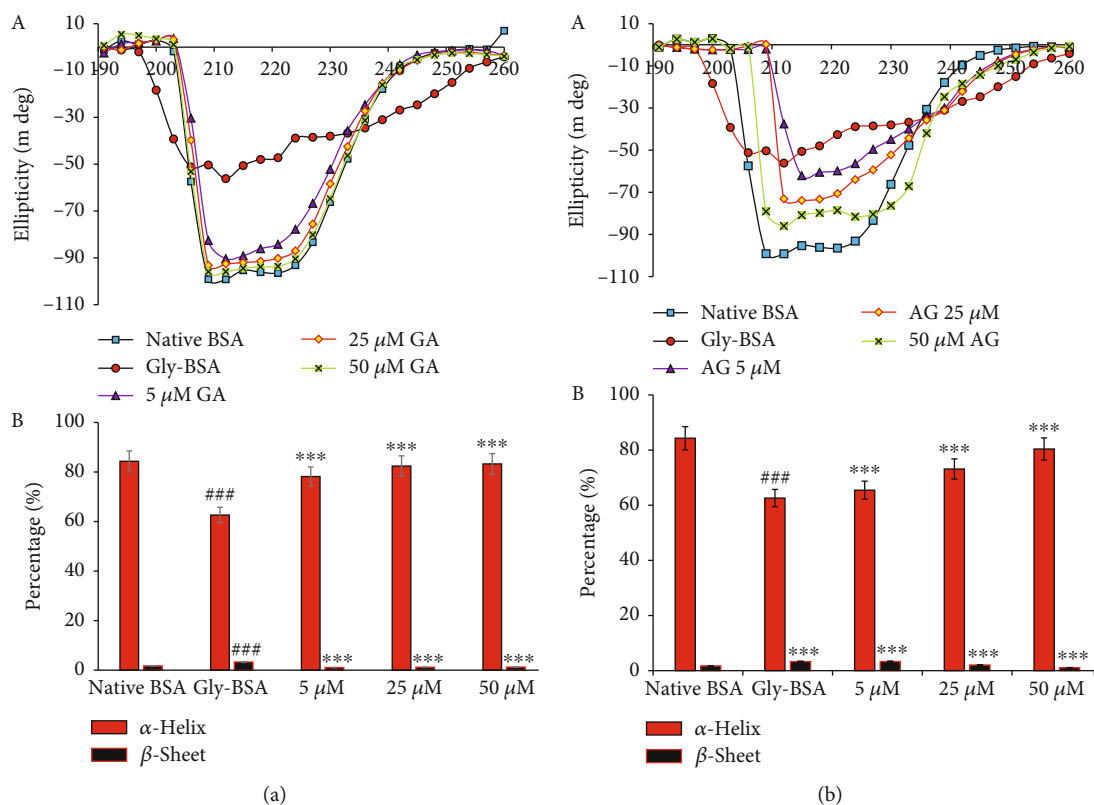 A
10
−10
−30
−50
−70
−90
−110
190 200 210 220 230 240 250 260
Ellipticity (m deg)
Native BSA
Gly-BSA
5 μM GA
25 μM GA
50 μM GA
B
100
80
60
40
20
0
Percentage (%)
###
***
***
***
###
***
***
***
Native BSA Gly-BSA 5 μM 25 μM 50 μM
α-Helix
β-Sheet
(a)
A
10
−10
−30
−50
−70
−90
−110
190 200 210 220 230 240 250 260
Ellipticity (m deg)
Native BSA
Gly-BSA
AG 5 μM
AG 25 μM
50 μM AG
B
100
80
60
40
20
0
Percentage (%)
###
***
***
***
***
***
***
***
Native BSA Gly-BSA 5 μM 25 μM 50 μM
α-Helix
β-Sheet
(b)